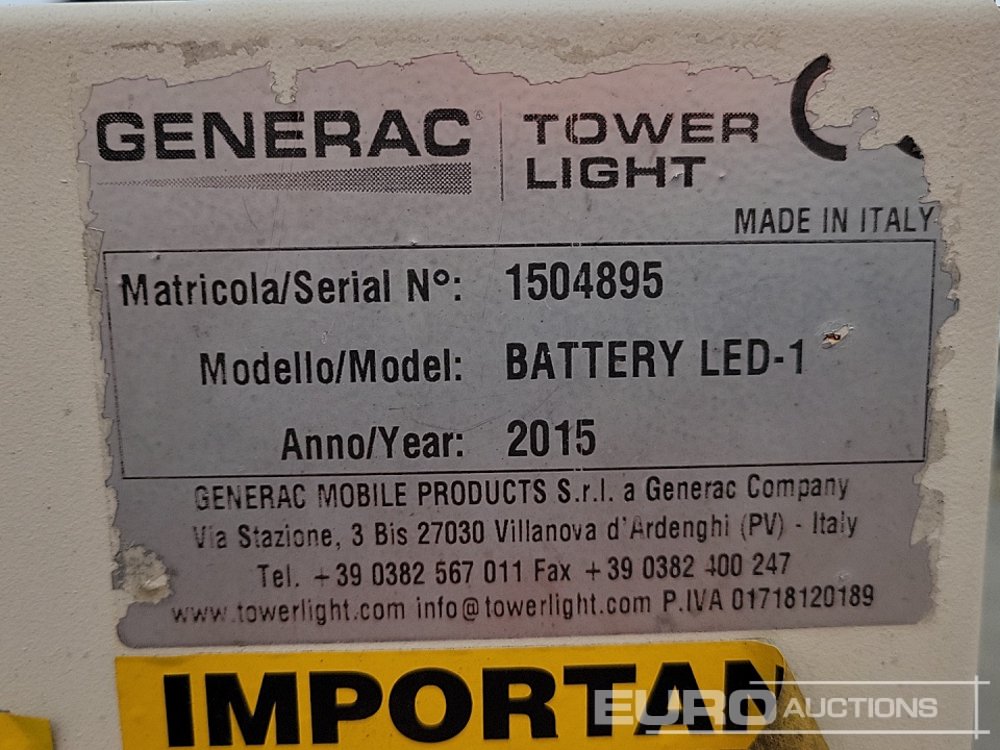 GENERAC® TOWER LIGHT
MADE IN ITALY
Matricola/Serial Nº: 1504895
Modello/Model: BATTERY LED-1
Anno/Year: 2015
GENERAC MOBILE PRODUCTS S.r.l. a Generac Company
Via Stazione, 3 Bis 27030 Villanova d'Ardenghi (PV) - Italy
Tel. +39 0382 567 011 Fax +39 0382 400 247
www.towerlight.com info@towerlight.com P.IVA 01718120189
IMPORTAN
EURO AUCTIONS